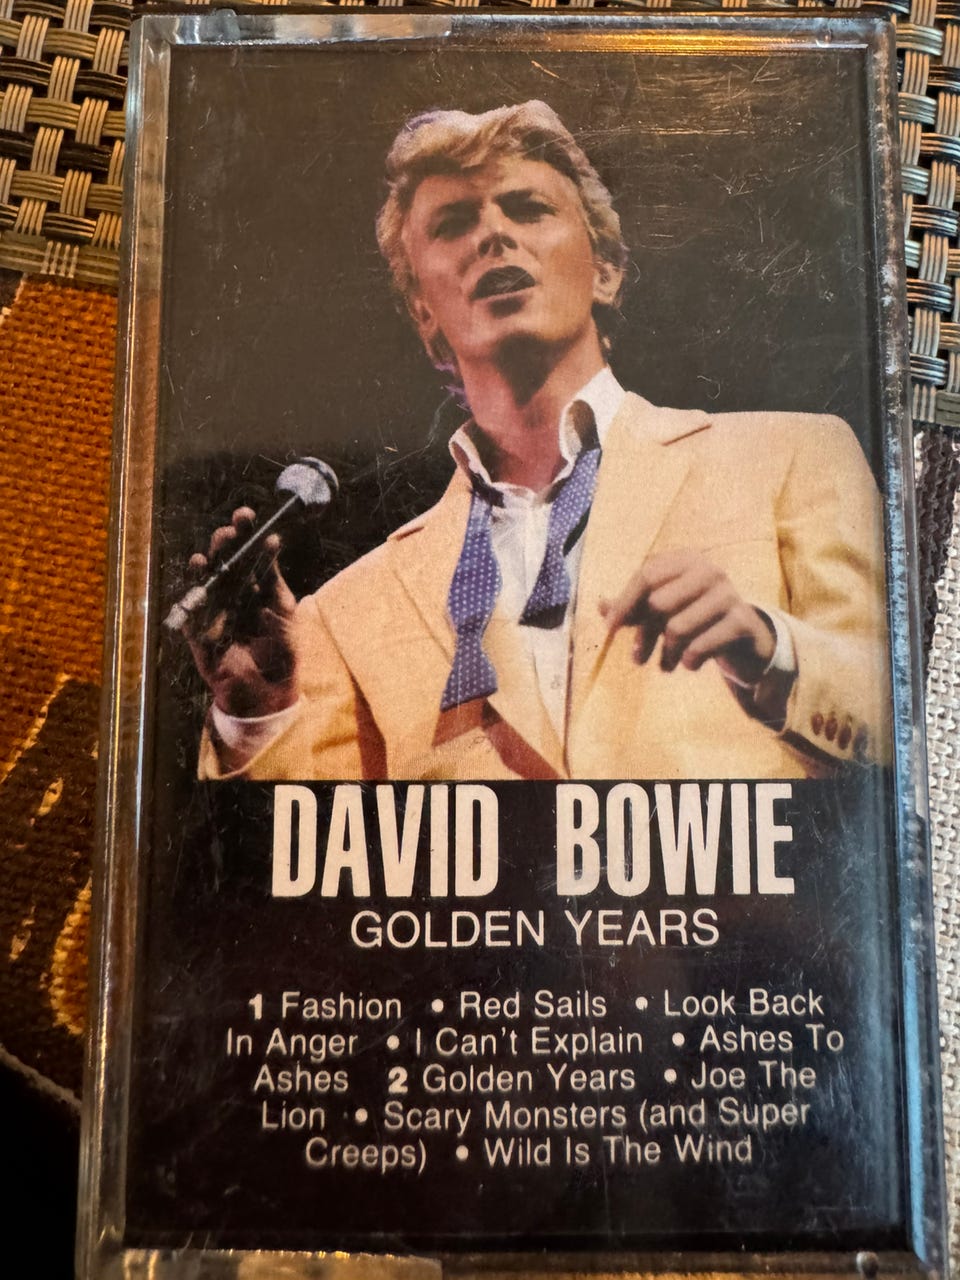 DAVID BOWIE
GOLDEN YEARS
1 Fashion • Red Sails • Look Back
In Anger • I Can't Explain • Ashes To
Ashes 2 Golden Years • Joe The
Lion • Scary Monsters (and Super
Creeps) • Wild Is The Wind